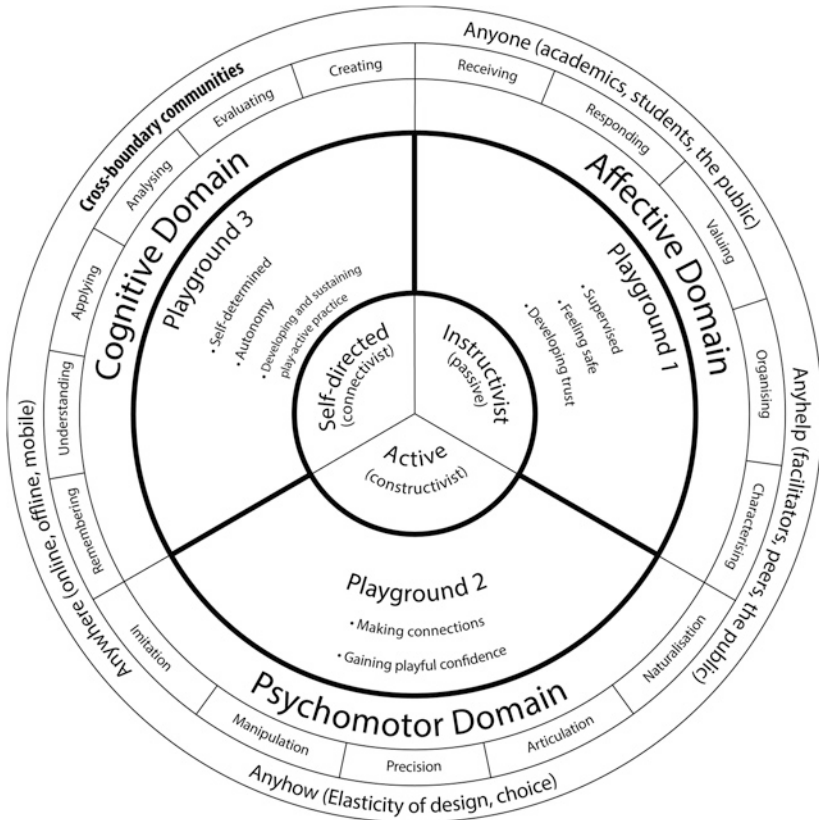 Cross-boundary communities
Anyone (academics, students, the public)
Anyhelp (facilitators, peers, the public)
Anyhow (Elasticity of design, choice)
Anywhere (online, offline, mobile)
Receiving
Responding
Valuing
Organising
Characterising
Naturalisation
Articulation
Precision
Manipulation
Imitation
Remembering
Understanding
Applying
Analysing
Evaluating
Creating
Affective Domain
Playground 1
• Supervised
• Feeling safe
• Developing trust
Instructivist
(passive)
Psychomotor Domain
Playground 2
• Making connections
• Gaining playful confidence
Active
(constructivist)
Cognitive Domain
Playground 3
• Self-determined
• Autonomy
• Developing and sustaining
play-active practice
Self-directed
(connectivist)